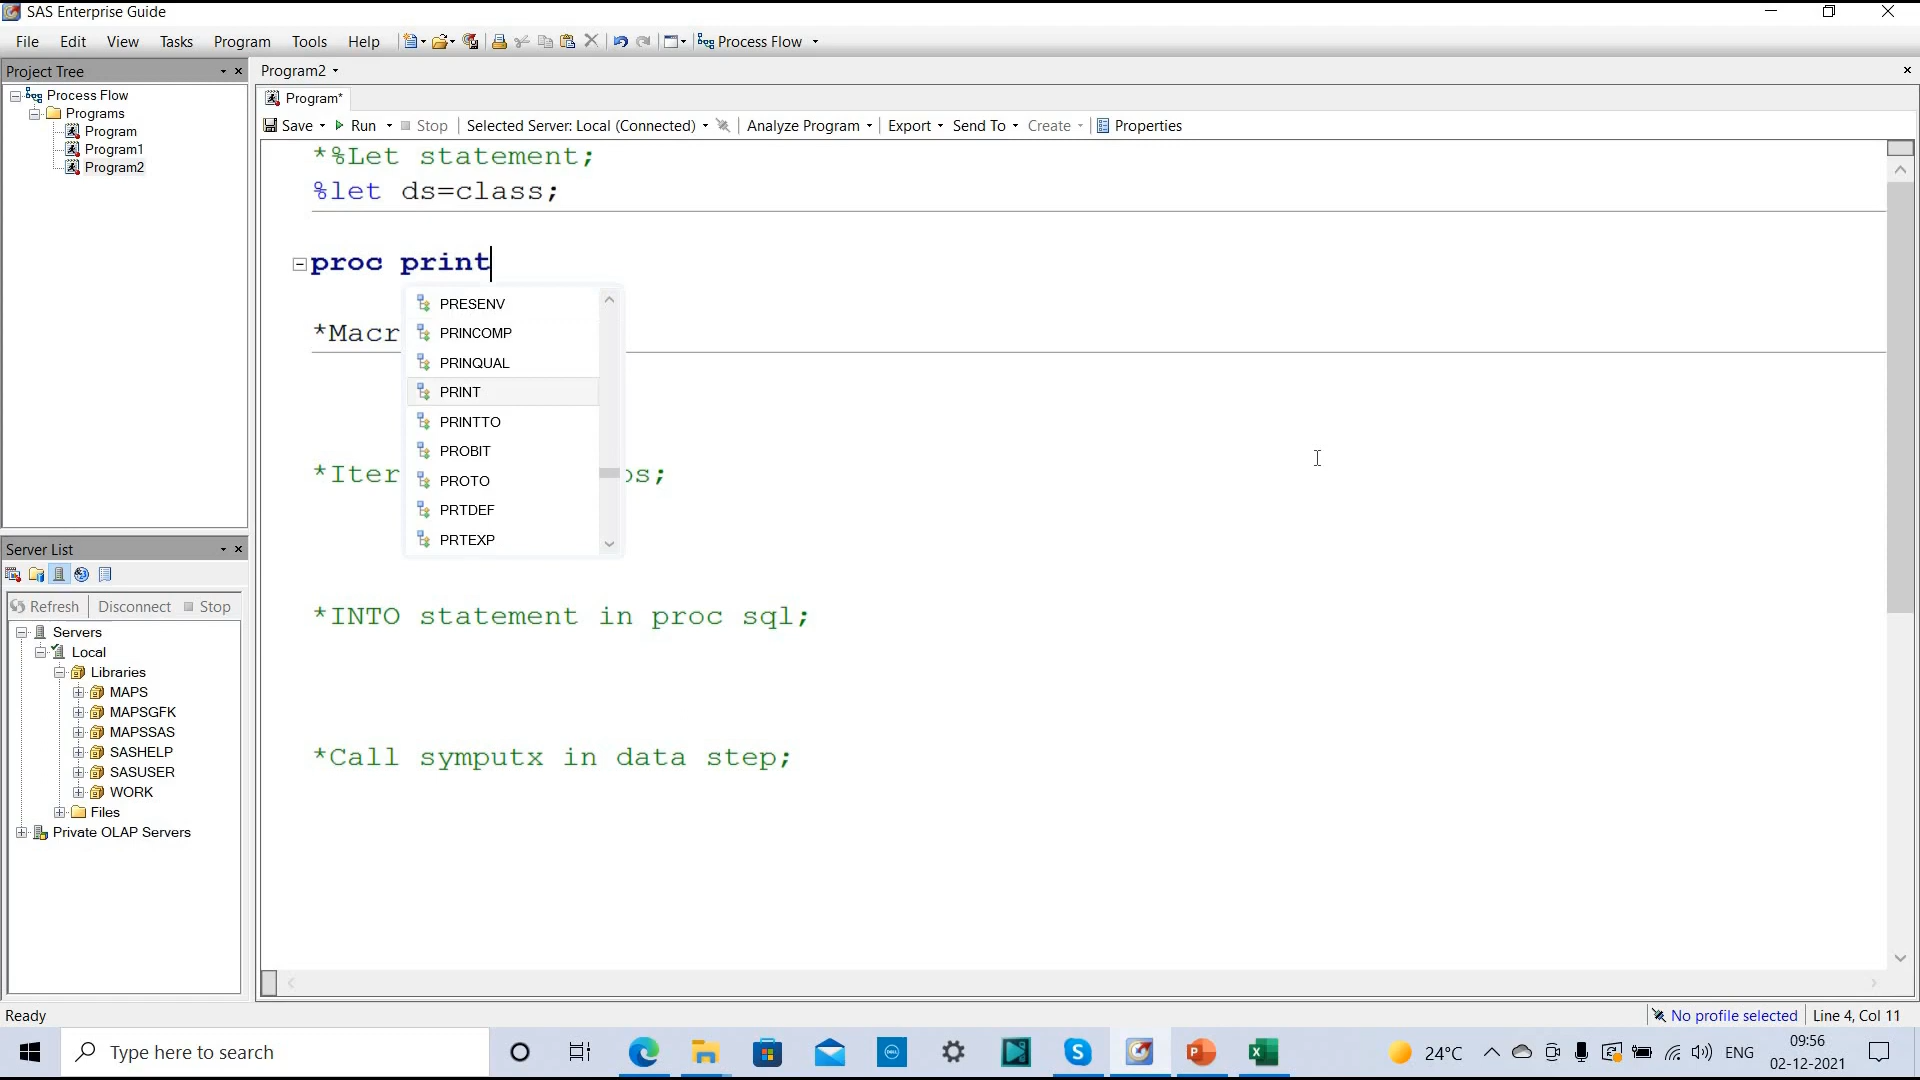 SAS Enterprise Guide
File Edit View Tasks Program Tools Help Process Flow
Project Tree
Process Flow
Programs
Program
Program1
Program2
Program2
Program*
Save Run Stop Selected Server: Local (Connected) Analyze Program Export Send To Create Properties
*%Let statement;
%let ds=class;
proc print
PRESENV
PRINCOMP
PRINQUAL
PRINT
PRINTTO
PROBIT
PROTO
PRTDEF
PRTEXP
*Macr
*Iter os;
*INTO statement in proc sql;
*Call symputx in data step;
Server List
Refresh Disconnect Stop
Servers
Local
Libraries
MAPS
MAPSGFK
MAPSSAS
SASHELP
SASUSER
WORK
Files
Private OLAP Servers
Ready
No profile selected Line 4, Col 11
Type here to search
24°C
ENG
09:56
02-12-2021